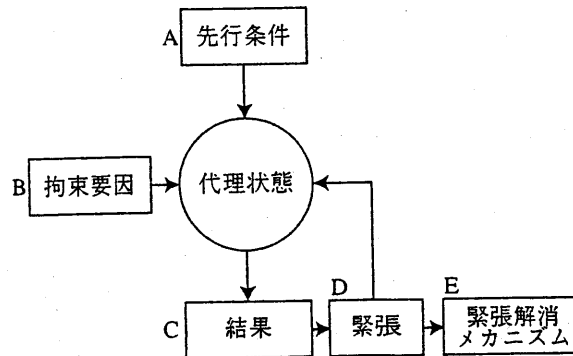 A 先行条件
B 拘束要因
代理状態
C 結果
D
緊張
E
緊張解消
メカニズム